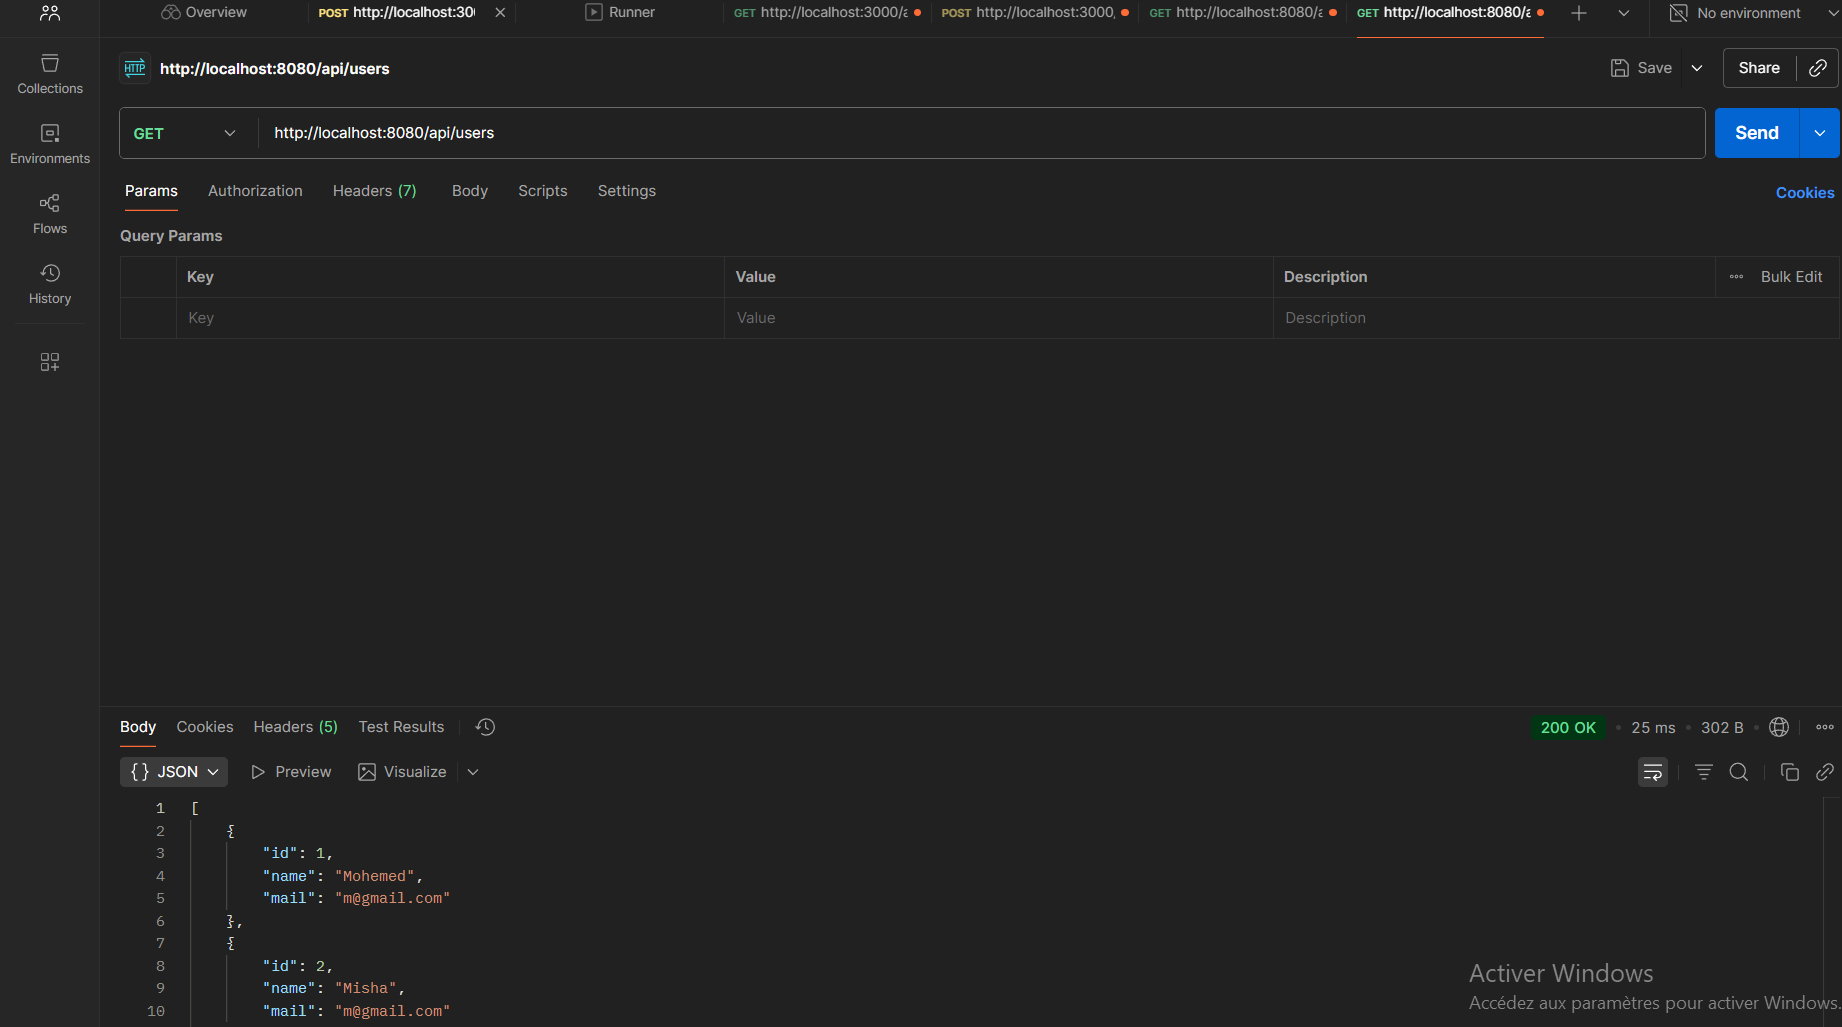 Overview
POST http://localhost:300
Runner
GET http://localhost:3000/a
POST http://localhost:3000,
GET http://localhost:8080/a
GET http://localhost:8080/a
No environment
HTTP http://localhost:8080/api/users
Save
Share
Collections
Environments
Flows
History
GET http://localhost:8080/api/users
Send
Params Authorization Headers (7) Body Scripts Settings
Cookies
Query Params
Key Value Description Bulk Edit
Key Value Description
Body Cookies Headers (5) Test Results
200 OK • 25 ms • 302 B •
{} JSON Preview Visualize
1 [
2 {
3 "id": 1,
4 "name": "Mohemed",
5 "mail": "m@gmail.com"
6 },
7 {
8 "id": 2,
9 "name": "Misha",
10 "mail": "m@gmail.com"
Activer Windows
Accédez aux paramètres pour activer Windows.